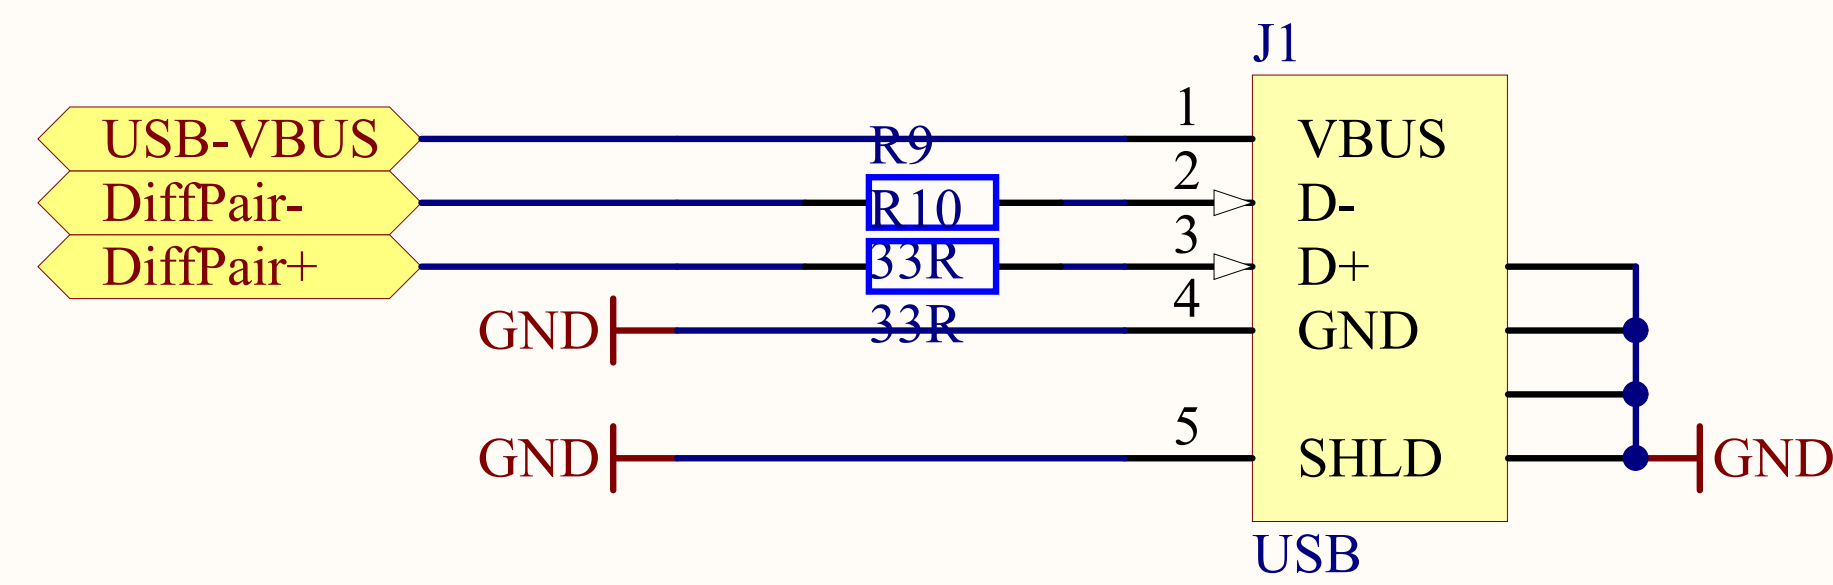 J1
USB-VBUS R9 1 VBUS
DiffPair- R10 2 D-
DiffPair+ 33R 3 D+
GND 33R 4 GND
GND 5 SHLD GND
USB